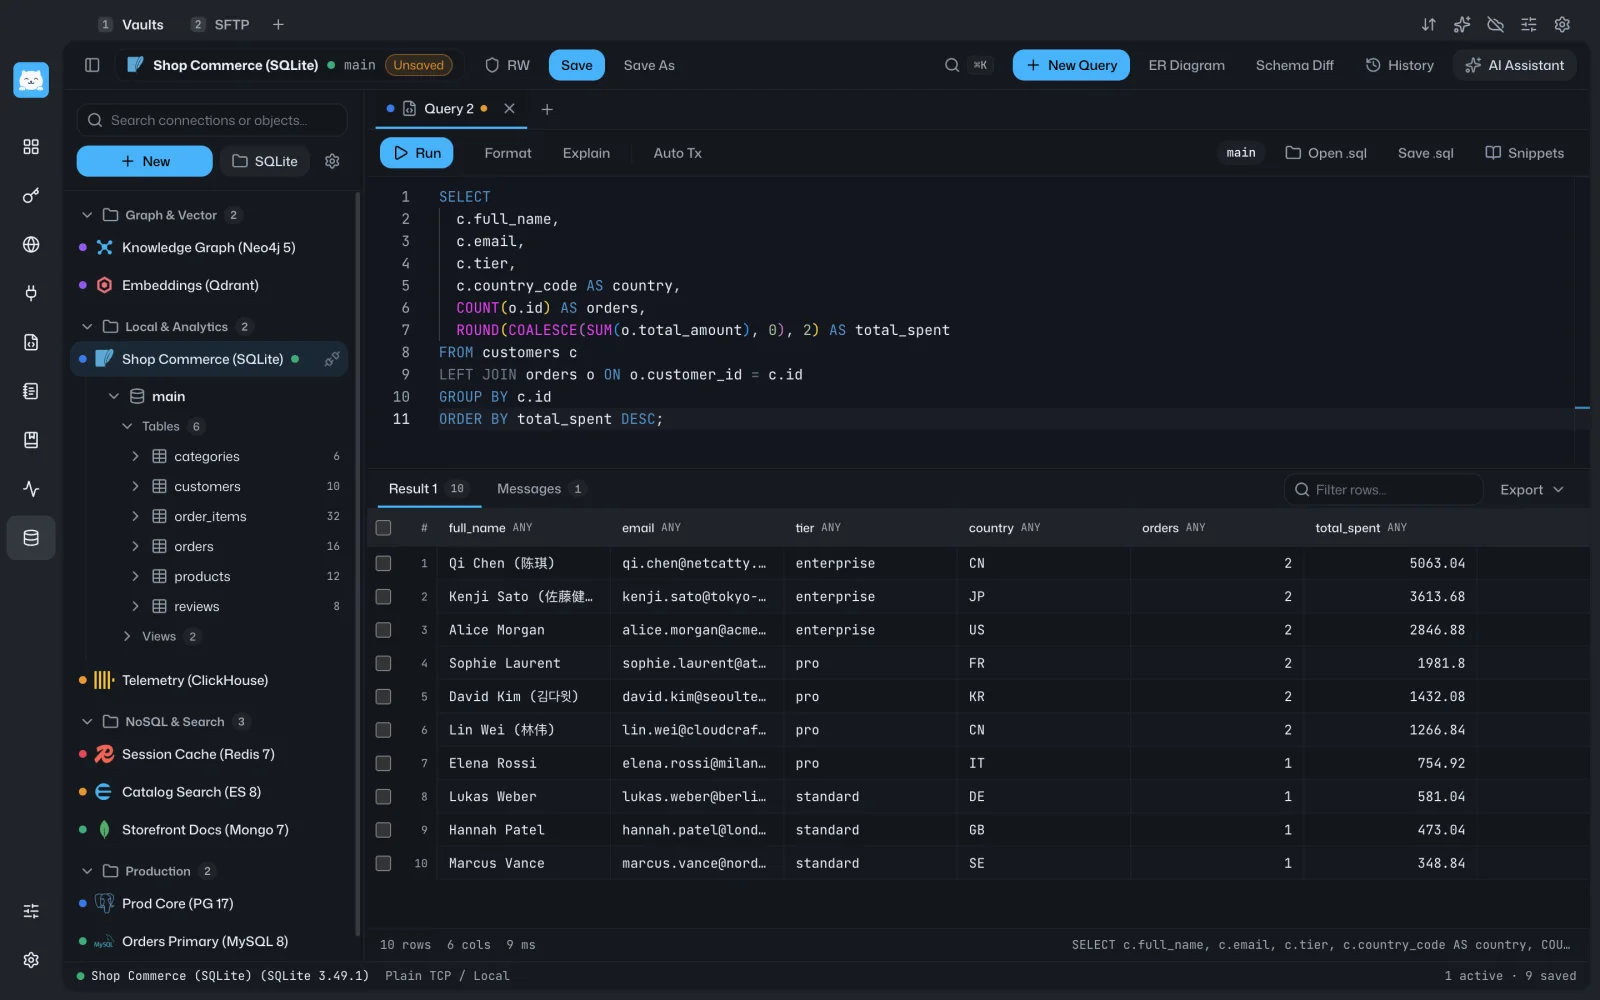 1 Vaults 2 SFTP
Shop Commerce (SQLite) main Unsaved RW Save Save As ⌘K New Query ER Diagram Schema Diff History AI Assistant
Search connections or objects...
New SQLite
Graph & Vector 2
Knowledge Graph (Neo4j 5)
Embeddings (Qdrant)
Local & Analytics 2
Shop Commerce (SQLite)
main
Tables 6
categories 6
customers 10
order_items 32
orders 16
products 12
reviews 8
Views 2
Telemetry (ClickHouse)
NoSQL & Search 3
Session Cache (Redis 7)
Catalog Search (ES 8)
Storefront Docs (Mongo 7)
Production 2
Prod Core (PG 17)
MySQL Orders Primary (MySQL 8)
Query 2
Run Format Explain Auto Tx main Open .sql Save .sql Snippets
1 SELECT
2 c.full_name,
3 c.email,
4 c.tier,
5 c.country_code AS country,
6 COUNT(o.id) AS orders,
7 ROUND(COALESCE(SUM(o.total_amount), 0), 2) AS total_spent
8 FROM customers c
9 LEFT JOIN orders o ON o.customer_id = c.id
10 GROUP BY c.id
11 ORDER BY total_spent DESC;
Result 1 10 Messages 1 Filter rows... Export
# full_name ANY email ANY tier ANY country ANY orders ANY total_spent ANY
1 Qi Chen (陈琪) qi.chen@netcatty.… enterprise CN 2 5063.04
2 Kenji Sato (佐藤健… kenji.sato@tokyo-… enterprise JP 2 3613.68
3 Alice Morgan alice.morgan@acme… enterprise US 2 2846.88
4 Sophie Laurent sophie.laurent@at… pro FR 2 1981.8
5 David Kim (김다윗) david.kim@seoulte… pro KR 2 1432.08
6 Lin Wei (林伟) lin.wei@cloudcraf… pro CN 2 1266.84
7 Elena Rossi elena.rossi@milan… pro IT 1 754.92
8 Lukas Weber lukas.weber@berli… standard DE 1 581.04
9 Hannah Patel hannah.patel@lond… standard GB 1 473.04
10 Marcus Vance marcus.vance@nord… standard SE 1 348.84
10 rows 6 cols 9 ms SELECT c.full_name, c.email, c.tier, c.country_code AS country, COU…
Shop Commerce (SQLite) (SQLite 3.49.1) Plain TCP / Local 1 active · 9 saved